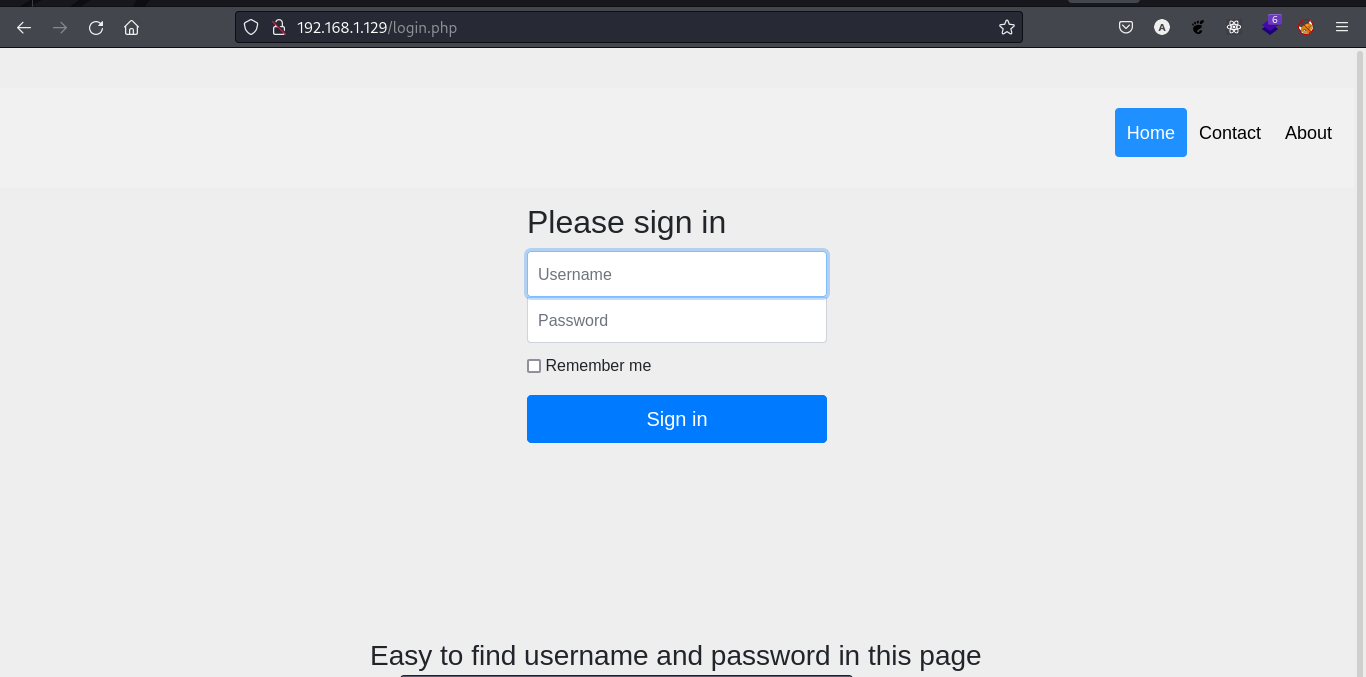 192.168.1.129/login.php
A
6
Home Contact About
Please sign in
Username
Password
Remember me
Sign in
Easy to find username and password in this page